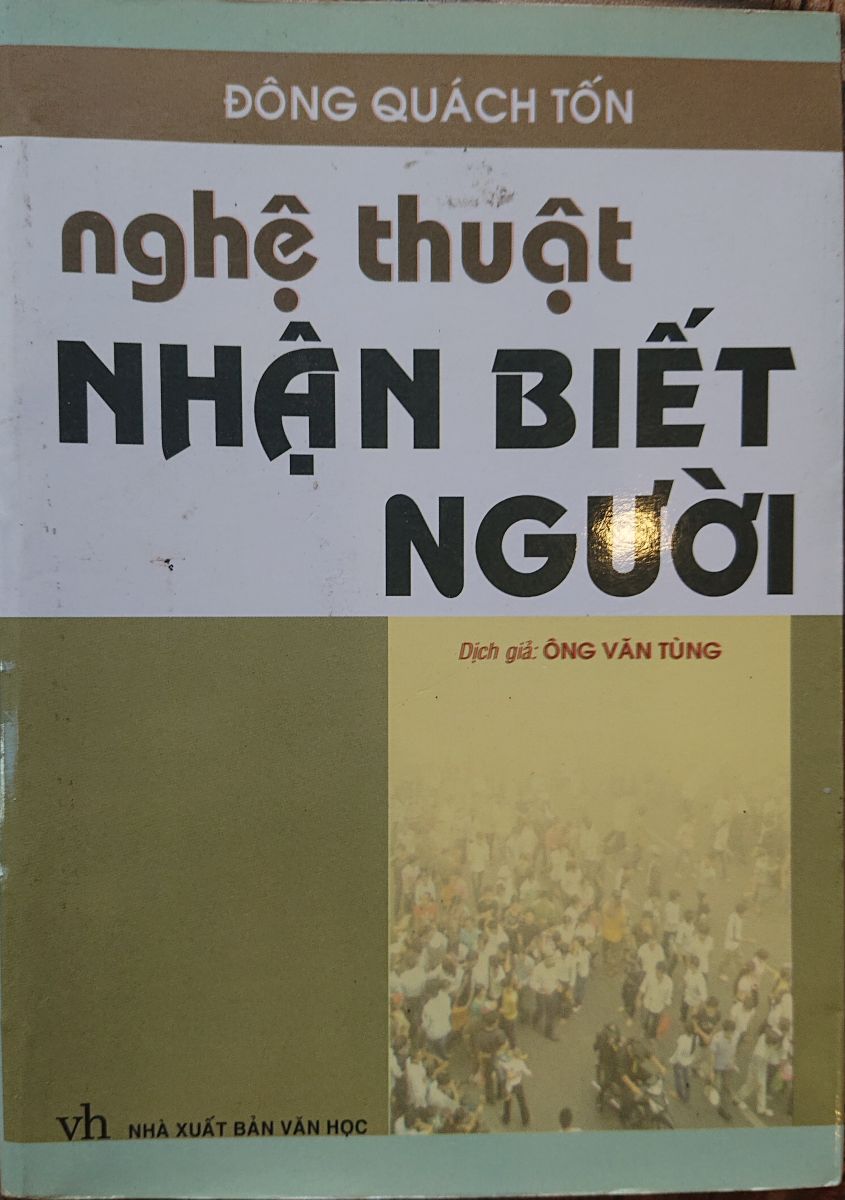 ĐÔNG QUÁCH TỐN
nghệ thuật
NHẬN BIẾT
NGƯỜI
Dịch giả: ÔNG VĂN TÙNG
vh NHÀ XUẤT BẢN VĂN HỌC